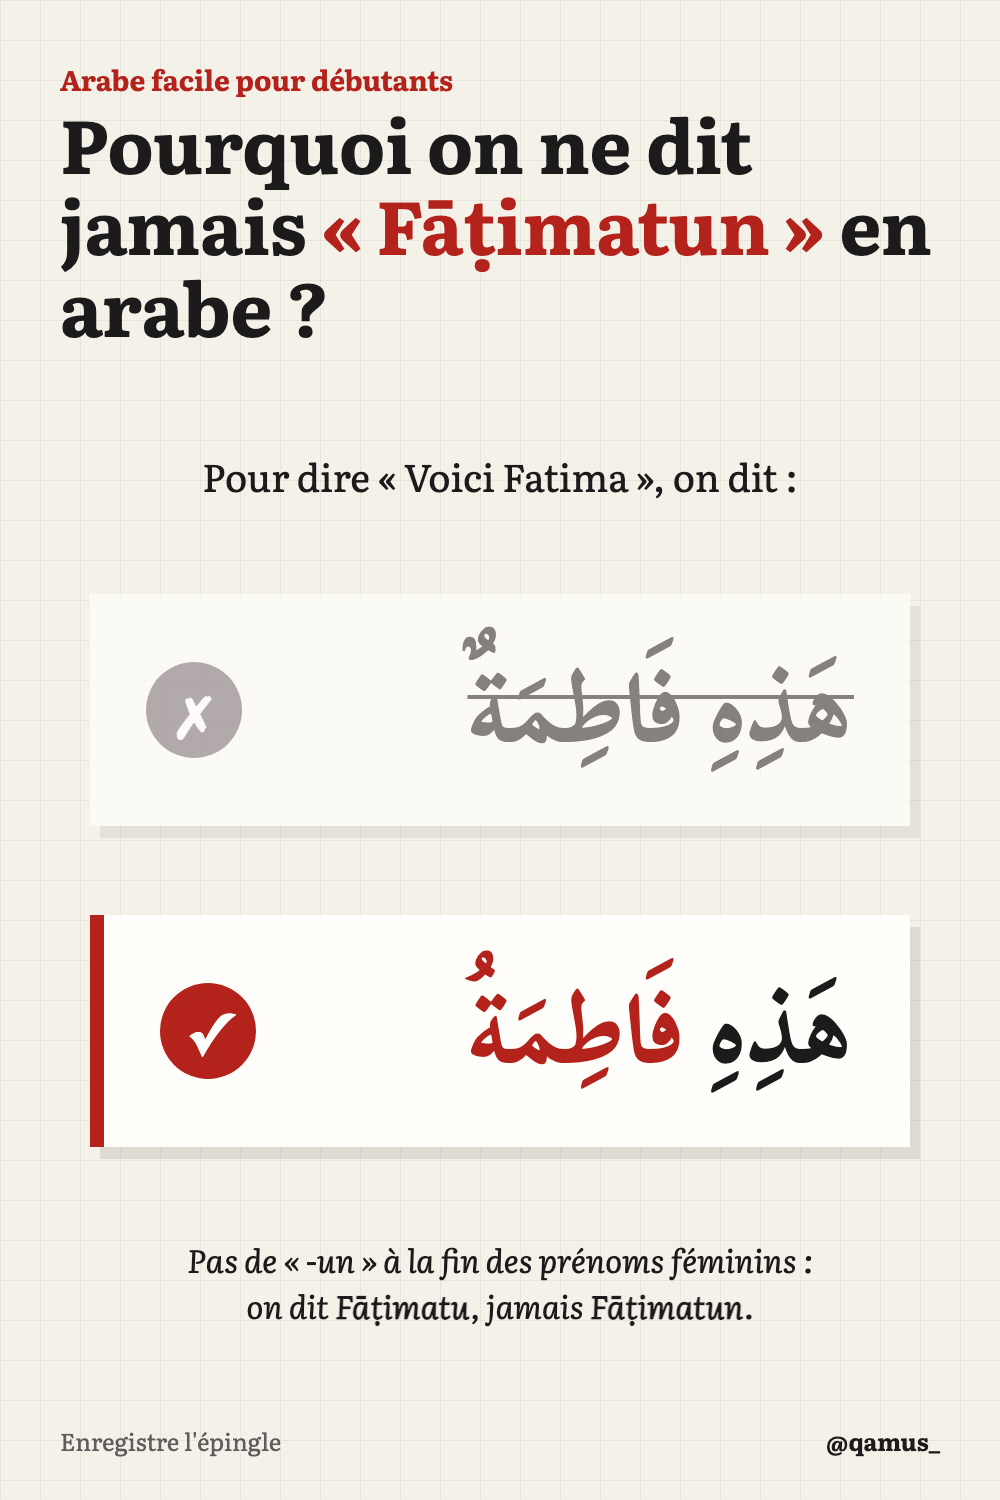 Arabe facile pour débutants
Pourquoi on ne dit
jamais « Fāṭimatun » en
arabe ?
Pour dire « Voici Fatima », on dit :
✗ هَذِهِ فَاطِمَةٌ
✓ هَذِهِ فَاطِمَةُ
Pas de « -un » à la fin des prénoms féminins :
on dit Fāṭimatu, jamais Fāṭimatun.
Enregistre l'épingle
@qamus_